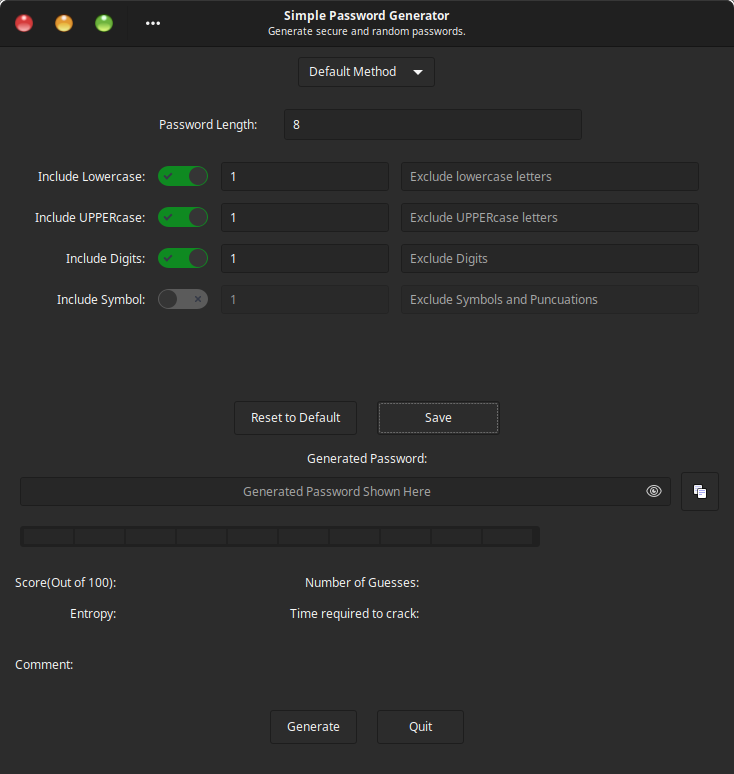 Simple Password Generator
Generate secure and random passwords.
Default Method
Password Length: 8
Include Lowercase: 1 Exclude lowercase letters
Include UPPERcase: 1 Exclude UPPERcase letters
Include Digits: 1 Exclude Digits
Include Symbol: 1 Exclude Symbols and Puncuations
Reset to Default Save
Generated Password:
Generated Password Shown Here
Score(Out of 100): Number of Guesses:
Entropy: Time required to crack:
Comment:
Generate Quit